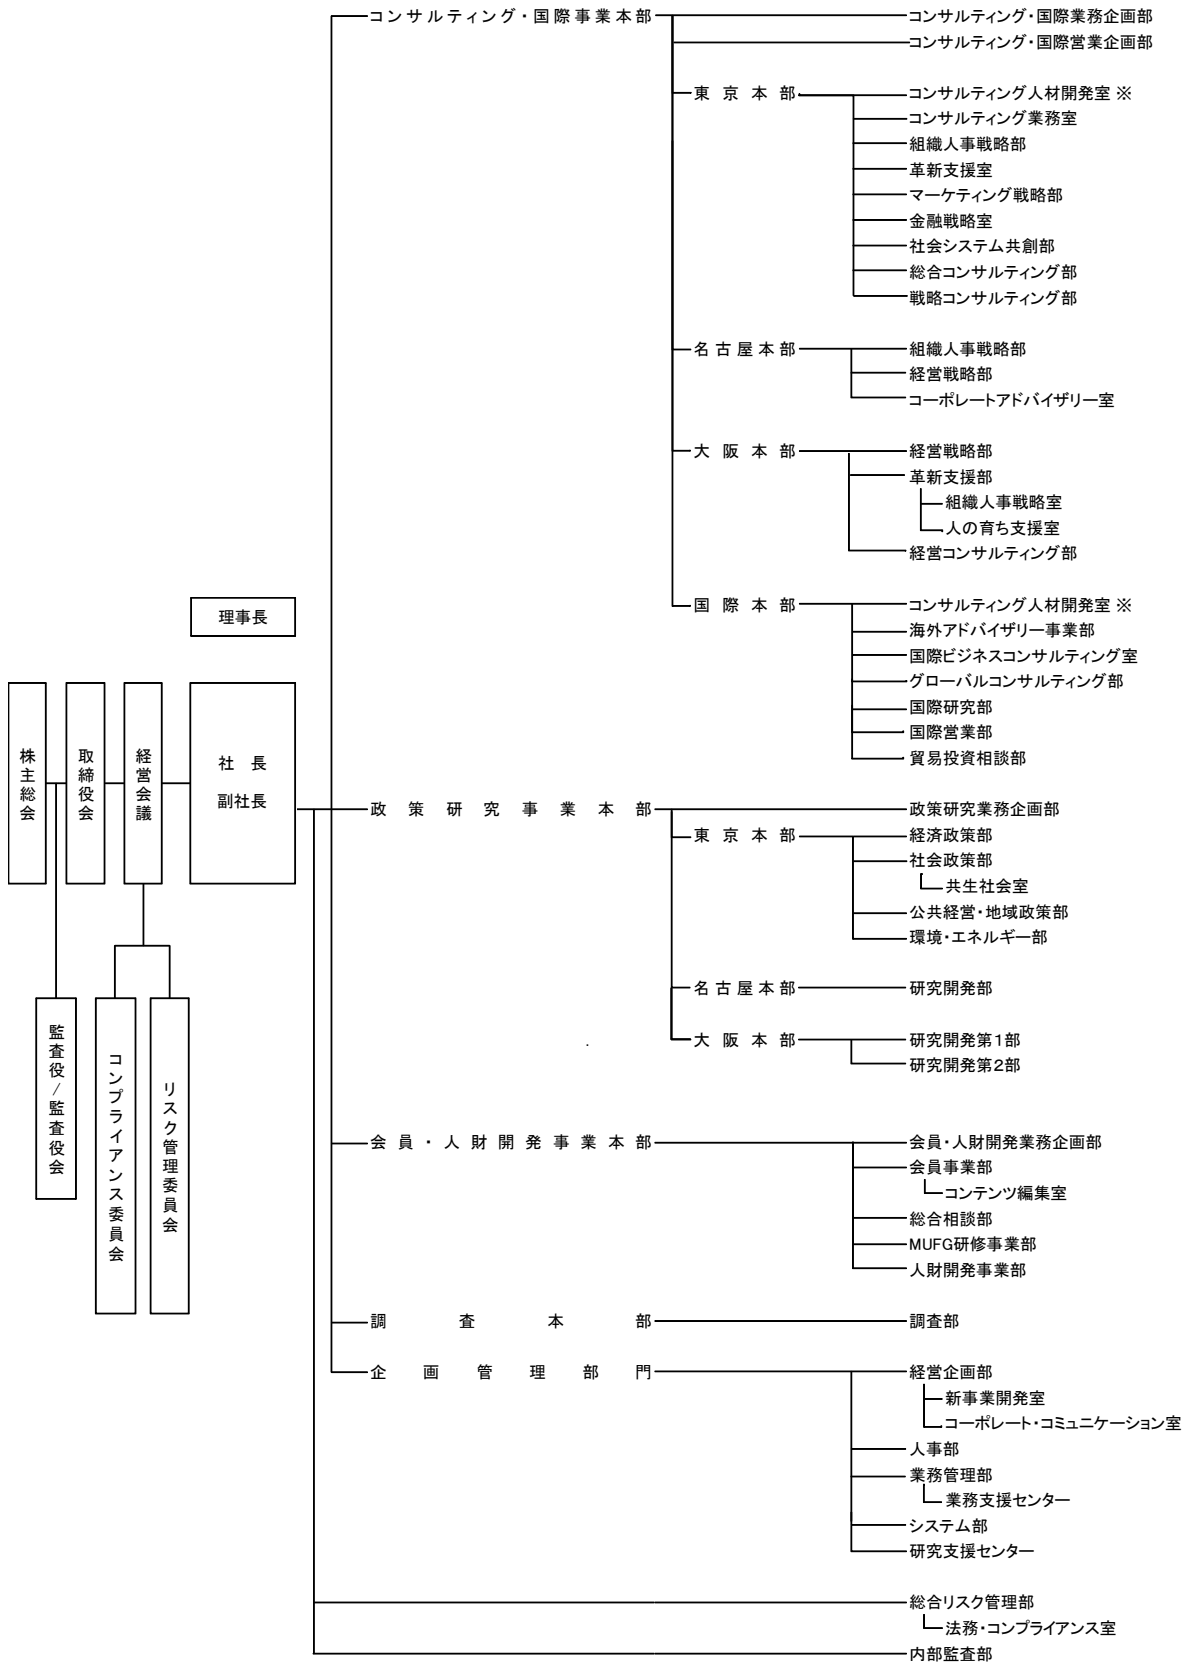 コンサルティング・国際事業本部
コンサルティング・国際業務企画部
コンサルティング・国際営業企画部
東京本部
コンサルティング人材開発室 ※
コンサルティング業務室
組織人事戦略部
革新支援室
マーケティング戦略部
金融戦略室
社会システム共創部
総合コンサルティング部
戦略コンサルティング部
名古屋本部
組織人事戦略部
経営戦略部
コーポレートアドバイザリー室
大阪本部
経営戦略部
革新支援部
組織人事戦略室
人の育ち支援室
経営コンサルティング部
国際本部
コンサルティング人材開発室 ※
海外アドバイザリー事業部
国際ビジネスコンサルティング室
グローバルコンサルティング部
国際研究部
国際営業部
貿易投資相談部
理事長
株主総会
取締役会
経営会議
社 長
副社長
監査役/監査役会
コンプライアンス委員会
リスク管理委員会
政策研究事業本部
政策研究業務企画部
東京本部
経済政策部
社会政策部
共生社会室
公共経営・地域政策部
環境・エネルギー部
名古屋本部
研究開発部
大阪本部
研究開発第1部
研究開発第2部
会員・人財開発事業本部
会員・人財開発業務企画部
会員事業部
コンテンツ編集室
総合相談部
MUFG研修事業部
人財開発事業部
調査本部
調査部
企画管理部門
経営企画部
新事業開発室
コーポレート・コミュニケーション室
人事部
業務管理部
業務支援センター
システム部
研究支援センター
総合リスク管理部
法務・コンプライアンス室
内部監査部